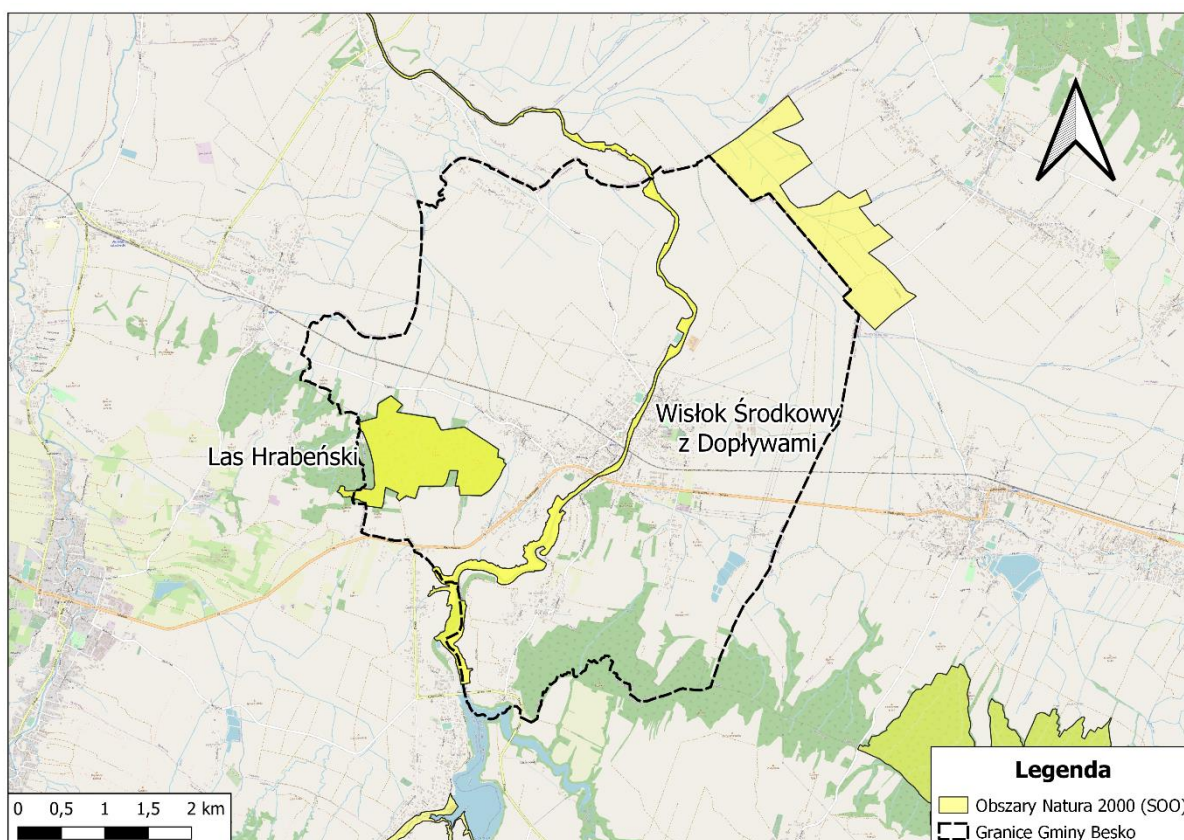 Wisłok Środkowy
z Dopływami
Las Hrabeński
Legenda
Obszary Natura 2000 (SOO)
Granice Gminy Besko
0 0,5 1 1,5 2 km